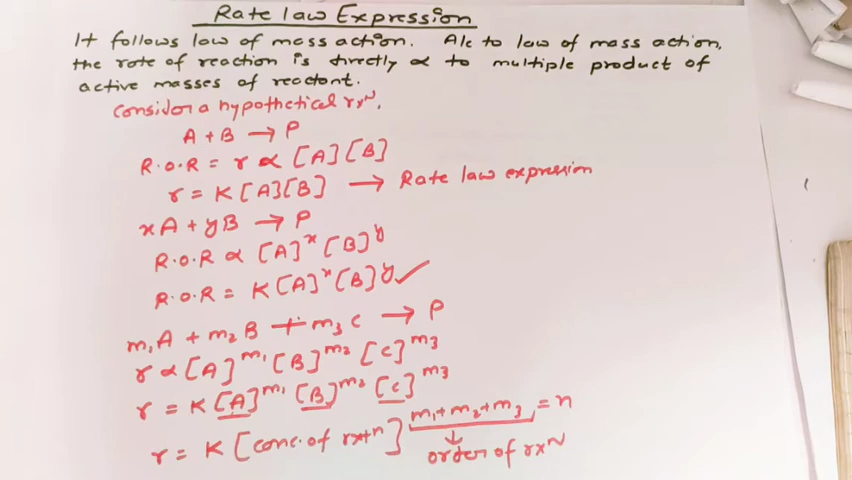 Rate law Expression
It follows law of mass action. A/c to law of mass action,
the rate of reaction is directly ∝ to multiple product of
active masses of reactant.
Consider a hypothetical rxᴺ.
A + B → P
R.O.R = r ∝ [A][B]
r = K[A][B] → Rate law expression
xA + yB → P
R.O.R ∝ [A]ˣ [B]ʸ
R.O.R = K[A]ˣ[B]ʸ ✓
m₁A + m₂B + m₃C → P
r ∝ [A]^m₁ [B]^m₂ [C]^m₃
r = K[A]^m₁ [B]^m₂ [C]^m₃
r = K[conc. of rxtn]^m₁+m₂+m₃ = n
↓
order of rxᴺ